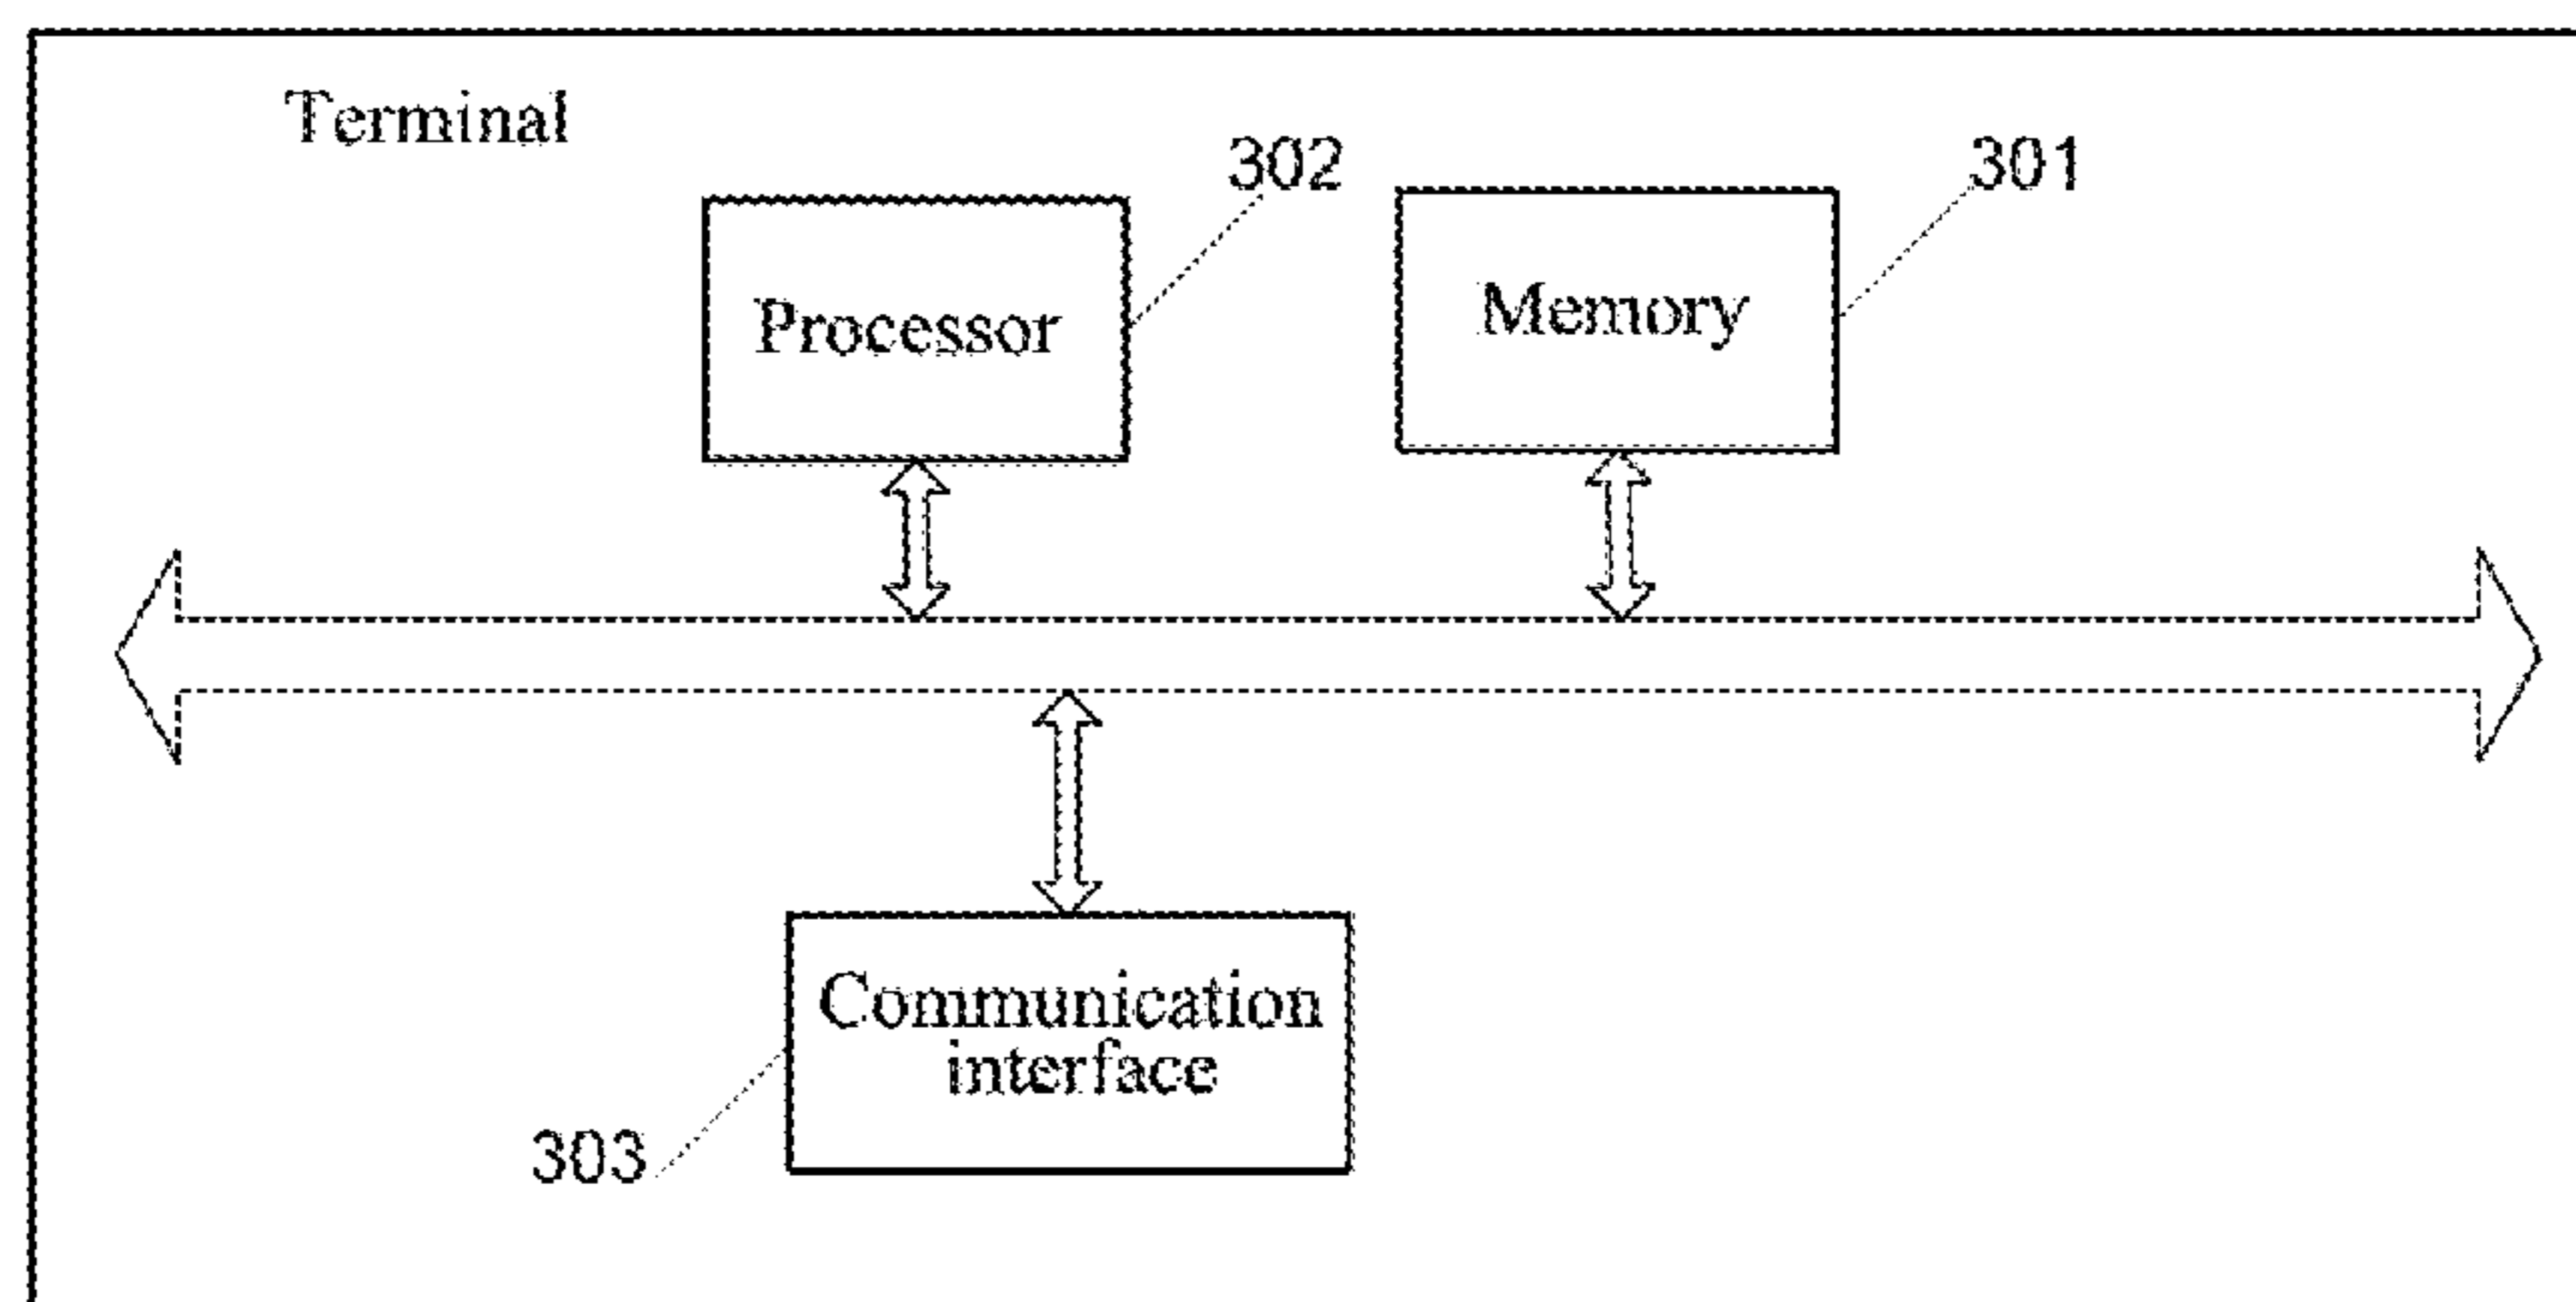 Terminal
302
301
Processor
Memory
Communication
interface
303